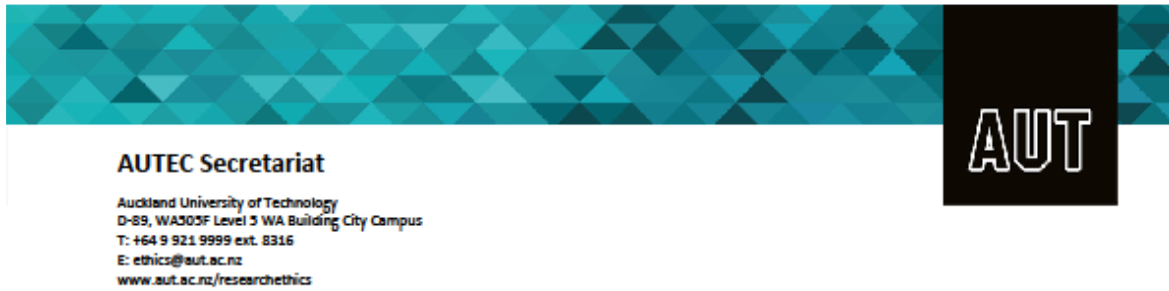 AUT
AUTEC Secretariat
Auckland University of Technology
D-89, WA505F Level 5 WA Building City Campus
T: +64 9 921 9999 ext. 8316
E: ethics@aut.ac.nz
www.aut.ac.nz/researchethics